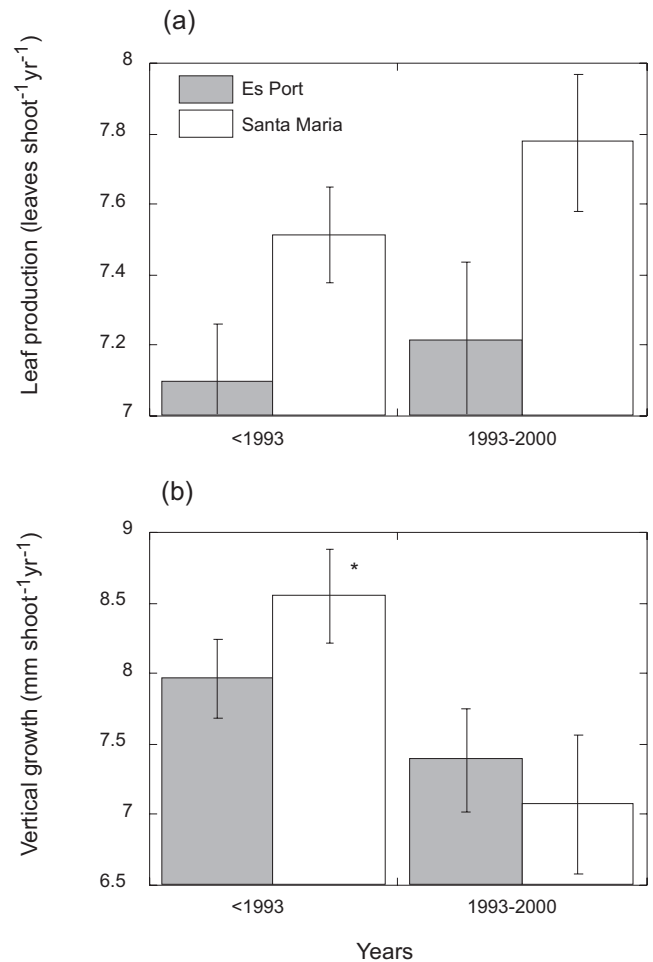 (a)
Leaf production (leaves shoot⁻¹yr⁻¹)
8
7.8
7.6
7.4
7.2
7
Es Port
Santa Maria
<1993
1993-2000
(b)
Vertical growth (mm shoot⁻¹yr⁻¹)
9
8.5
8
7.5
7
6.5
*
<1993
1993-2000
Years